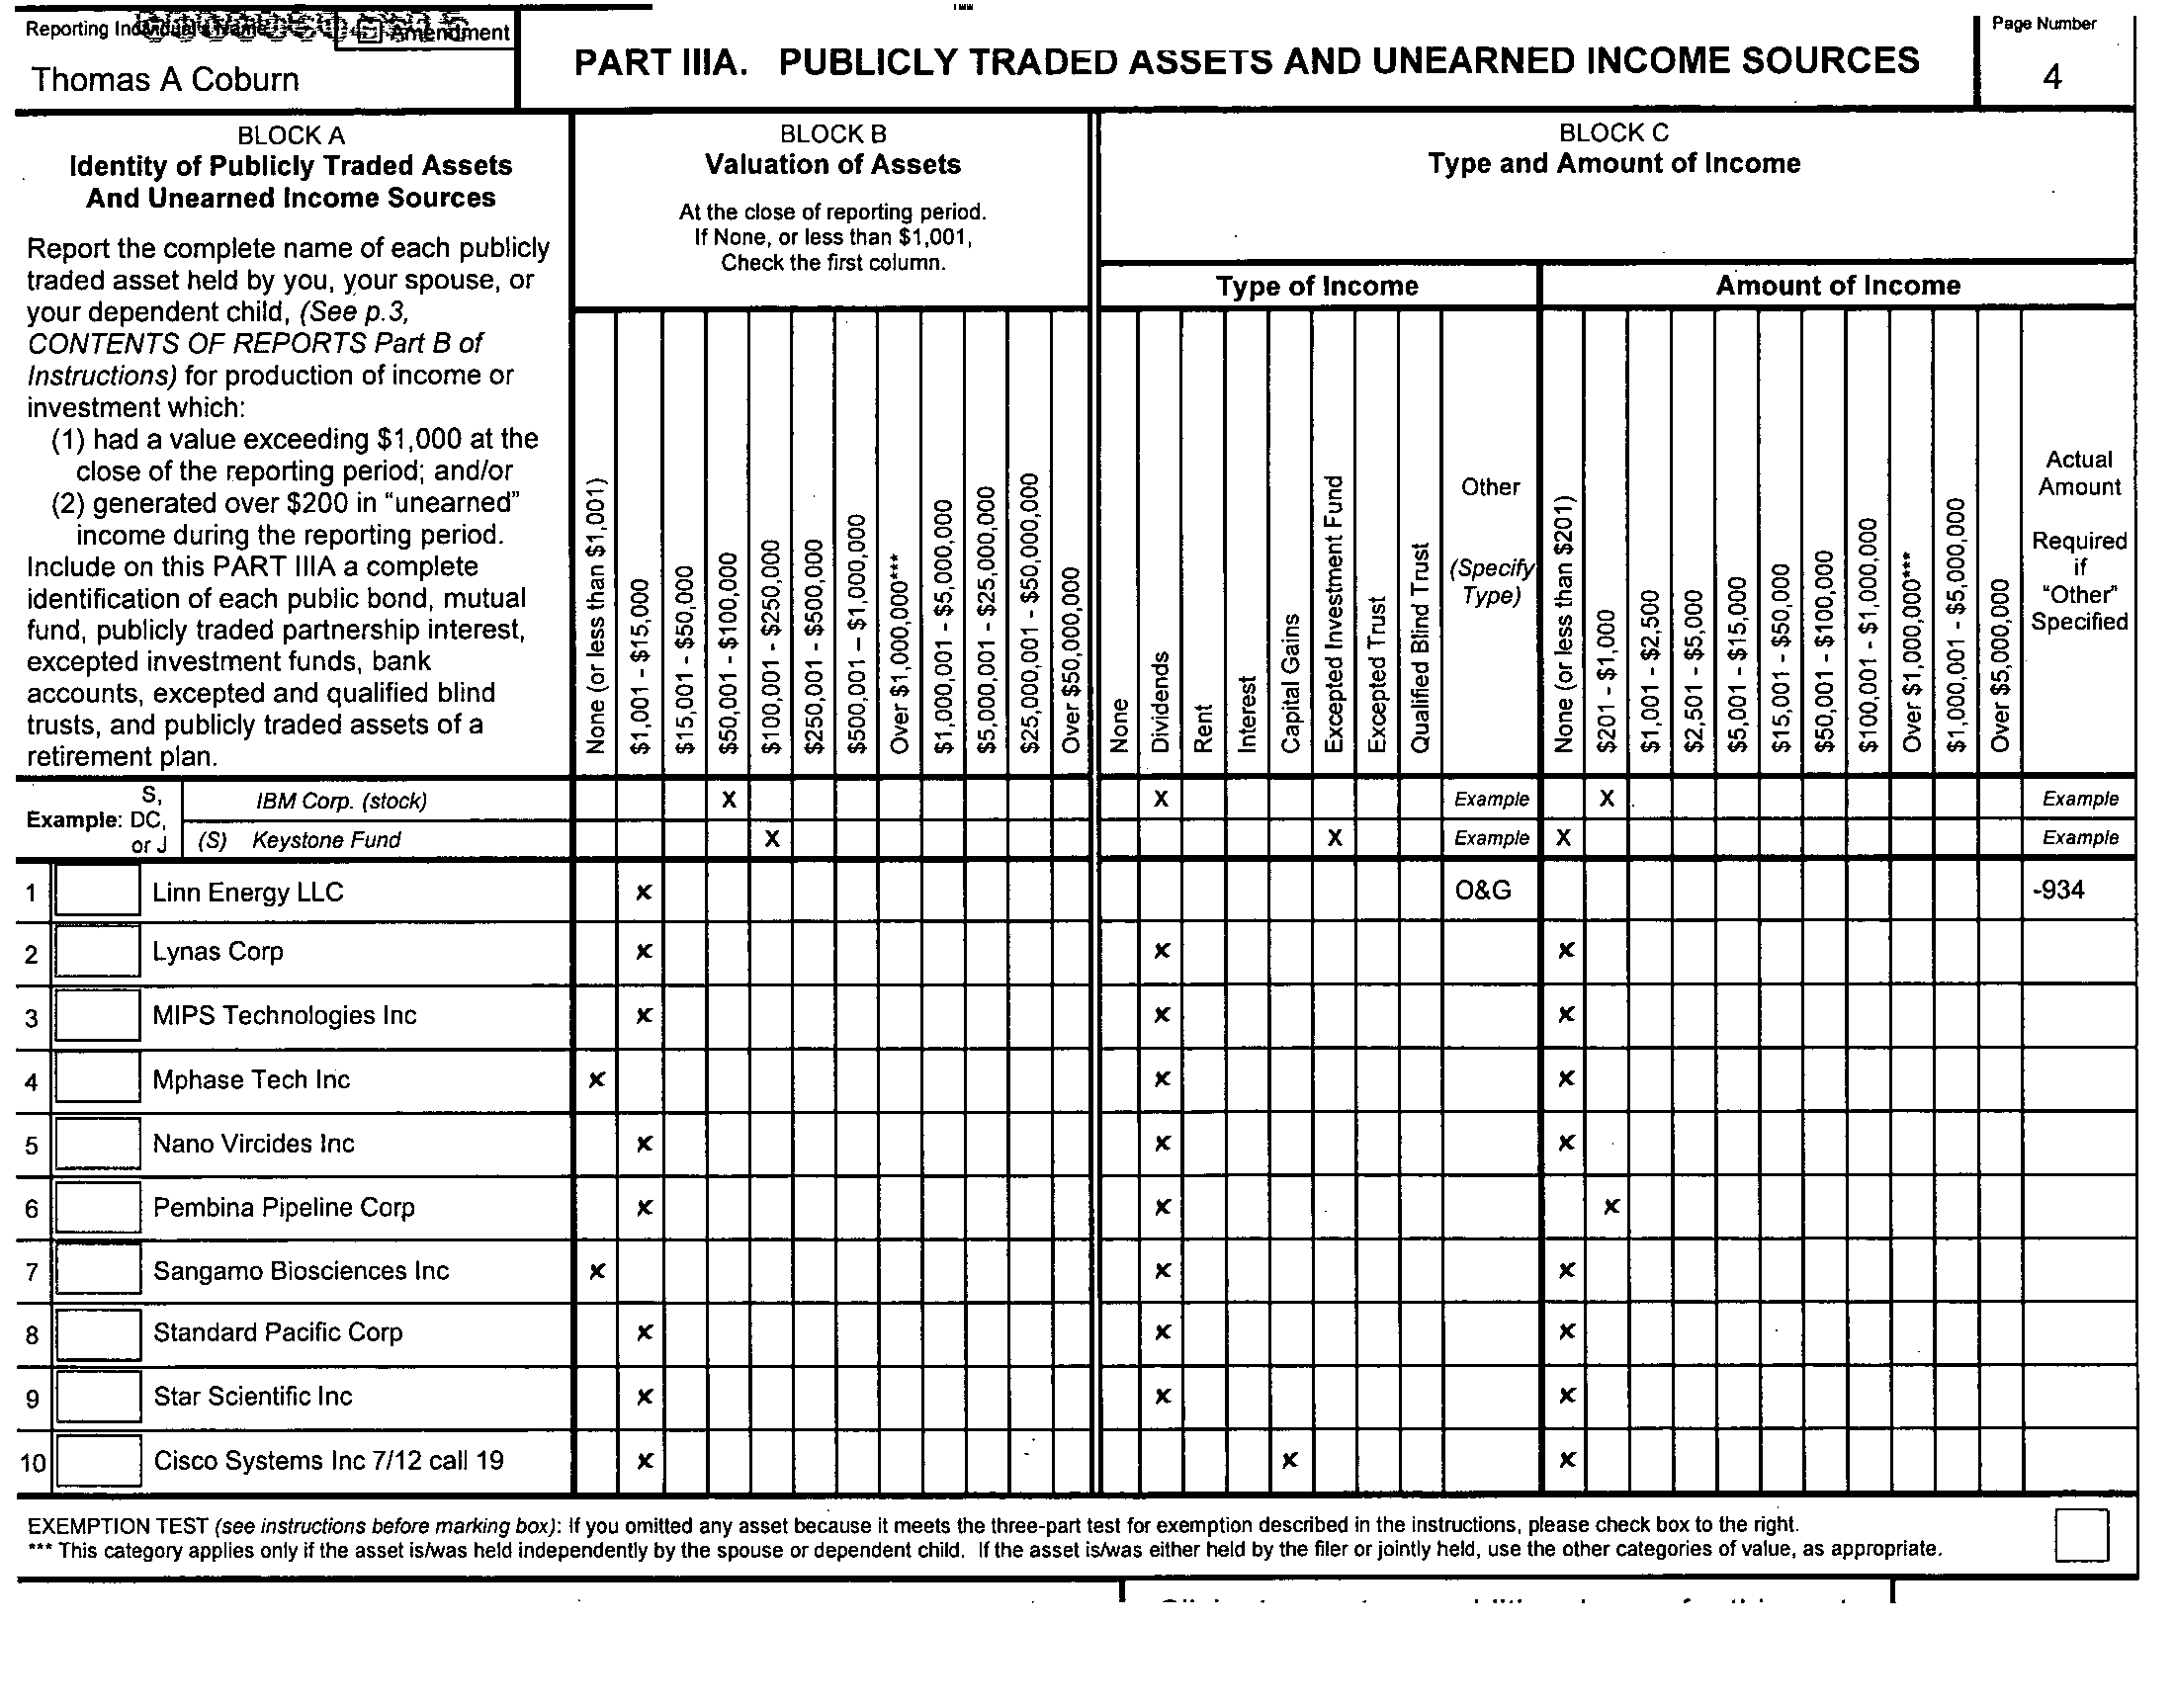 Reporting Individual's Name
Amendment
Thomas A Coburn
PART IIIA. PUBLICLY TRADED ASSETS AND UNEARNED INCOME SOURCES
Page Number
4
BLOCK A
Identity of Publicly Traded Assets
And Unearned Income Sources
Report the complete name of each publicly
traded asset held by you, your spouse, or
your dependent child, (See p.3,
CONTENTS OF REPORTS Part B of
Instructions) for production of income or
investment which:
(1) had a value exceeding $1,000 at the
close of the reporting period; and/or
(2) generated over $200 in "unearned"
income during the reporting period.
Include on this PART IIIA a complete
identification of each public bond, mutual
fund, publicly traded partnership interest,
excepted investment funds, bank
accounts, excepted and qualified blind
trusts, and publicly traded assets of a
retirement plan.
BLOCK B
Valuation of Assets
At the close of reporting period.
If None, or less than $1,001,
Check the first column.
None (or less than $1,001)
$1,001 - $15,000
$15,001 - $50,000
$50,001 - $100,000
$100,001 - $250,000
$250,001 - $500,000
$500,001 – $1,000,000
Over $1,000,000***
$1,000,001 - $5,000,000
$5,000,001 - $25,000,000
$25,000,001 - $50,000,000
Over $50,000,000
BLOCK C
Type and Amount of Income
Type of Income
None
Dividends
Rent
Interest
Capital Gains
Excepted Investment Fund
Excepted Trust
Qualified Blind Trust
Other
(Specify
Type)
Amount of Income
None (or less than $201)
$201 - $1,000
$1,001 - $2,500
$2,501 - $5,000
$5,001 - $15,000
$15,001 - $50,000
$50,001 - $100,000
$100,001 - $1,000,000
Over $1,000,000***
$1,000,001 - $5,000,000
Over $5,000,000
Actual
Amount
Required
if
"Other"
Specified
Example: S, DC, or J
IBM Corp. (stock) X X Example X Example
(S) Keystone Fund X X Example X Example
1 Linn Energy LLC x O&G -934
2 Lynas Corp x x x
3 MIPS Technologies Inc x x x
4 Mphase Tech Inc x x x
5 Nano Vircides Inc x x x
6 Pembina Pipeline Corp x x x
7 Sangamo Biosciences Inc x x x
8 Standard Pacific Corp x x x
9 Star Scientific Inc x x x
10 Cisco Systems Inc 7/12 call 19 x x x
EXEMPTION TEST (see instructions before marking box): If you omitted any asset because it meets the three-part test for exemption described in the instructions, please check box to the right.
*** This category applies only if the asset is/was held independently by the spouse or dependent child. If the asset is/was either held by the filer or jointly held, use the other categories of value, as appropriate.